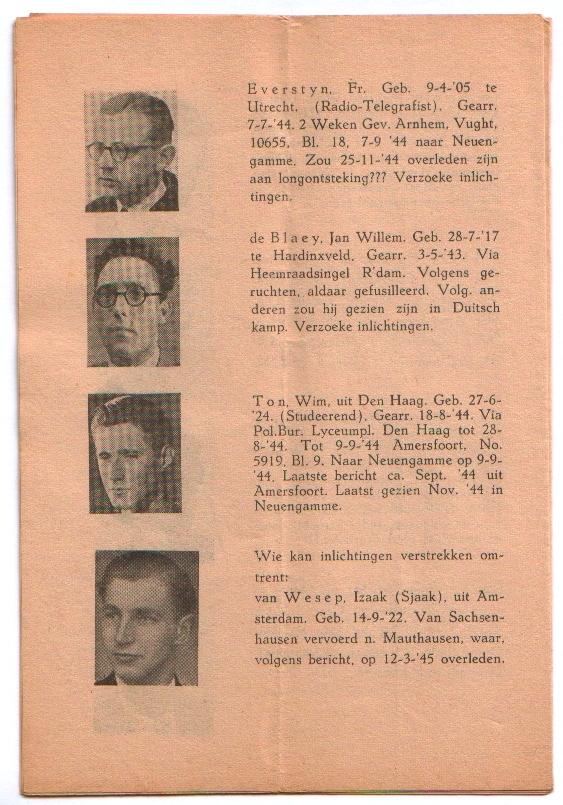 Everstyn, Fr. Geb. 9-4-'05 te
Utrecht. (Radio-Telegrafist). Gearr.
7-7-'44. 2 Weken Gev. Arnhem, Vught,
10655, Bl. 18, 7-9 '44 naar Neuen-
gamme. Zou 25-11-'44 overleden zijn
aan longontsteking??? Verzoeke inlich-
tingen.
de Blaey, Jan Willem. Geb. 28-7-'17
te Hardinxveld. Gearr. 3-5-'43. Via
Heemraadsingel R'dam. Volgens ge-
ruchten, aldaar gefusilleerd. Volg. an-
deren zou hij gezien zijn in Duitsch
kamp. Verzoeke inlichtingen.
Ton, Wim, uit Den Haag. Geb. 27-6-
'24. (Studeerend). Gearr. 18-8-'44. Via
Pol.Bur. Lyceumpl. Den Haag tot 28-
8-'44. Tot 9-9-'44 Amersfoort, No.
5919, Bl. 9. Naar Neuengamme op 9-9-
'44. Laatste bericht ca. Sept. '44 uit
Amersfoort. Laatst gezien Nov. '44 in
Neuengamme.
Wie kan inlichtingen verstrekken om-
trent:
van Wesep, Izaak (Sjaak), uit Am-
sterdam. Geb. 14-9-'22. Van Sachsen-
hausen vervoerd n. Mauthausen, waar,
volgens bericht, op 12-3-'45 overleden.